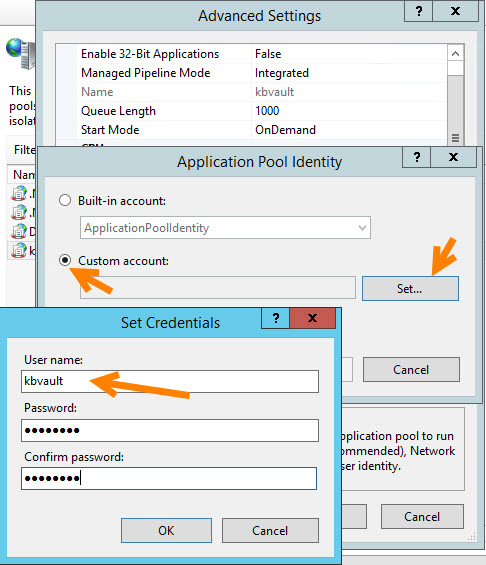 Advanced Settings
?
x
Enable 32-Bit Applications False
Managed Pipeline Mode Integrated
Name kbvault
Queue Length 1000
Start Mode OnDemand
This
pools
isolat
Filte
Nam
.N
.N
D
k
Application Pool Identity
?
x
Built-in account:
ApplicationPoolIdentity
Custom account:
Set...
Cancel
Set Credentials
?
x
User name:
kbvault
Password:
●●●●●●●●
Confirm password:
●●●●●●●●
OK
Cancel
pplication pool to run
ommended), Network
ser identity.
Cancel